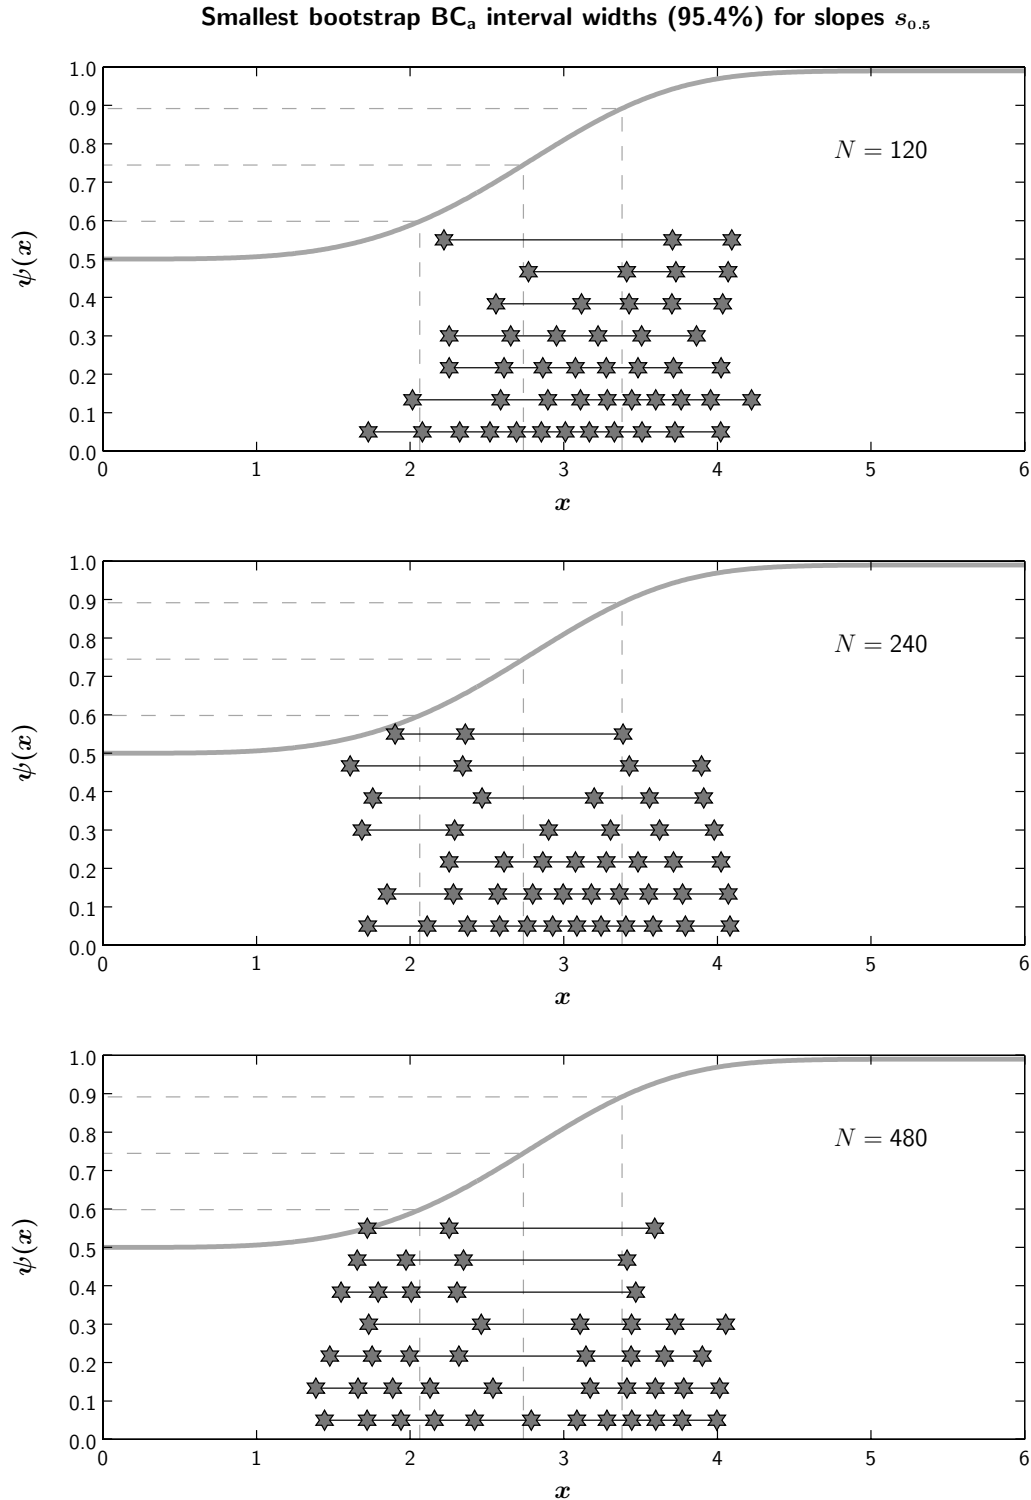 Smallest bootstrap BCa interval widths (95.4%) for slopes s0.5
1.0
0.9
0.8
0.7
0.6
0.5
0.4
0.3
0.2
0.1
0.0
ψ(x)
N = 120
0 1 2 3 4 5 6
x
1.0
0.9
0.8
0.7
0.6
0.5
0.4
0.3
0.2
0.1
0.0
ψ(x)
N = 240
0 1 2 3 4 5 6
x
1.0
0.9
0.8
0.7
0.6
0.5
0.4
0.3
0.2
0.1
0.0
ψ(x)
N = 480
0 1 2 3 4 5 6
x